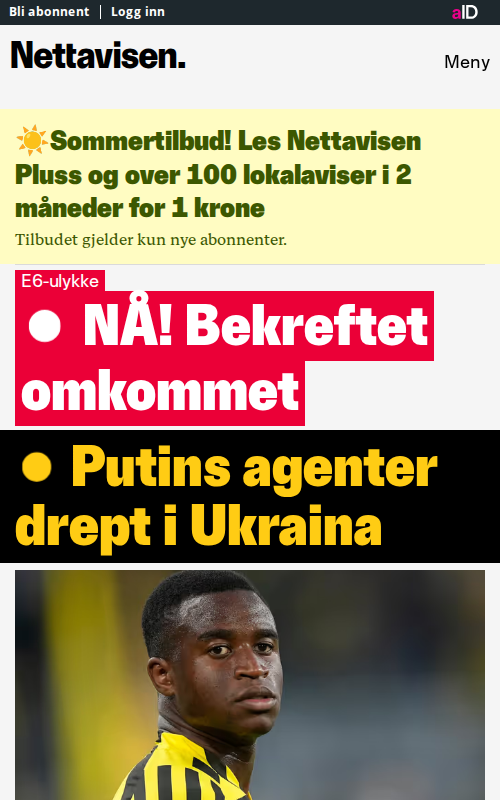 Bli abonnent | Logg inn
aID
Nettavisen.
Meny
☀️Sommertilbud! Les Nettavisen
Pluss og over 100 lokalaviser i 2
måneder for 1 krone
Tilbudet gjelder kun nye abonnenter.
E6-ulykke
● NÅ! Bekreftet
omkommet
● Putins agenter
drept i Ukraina